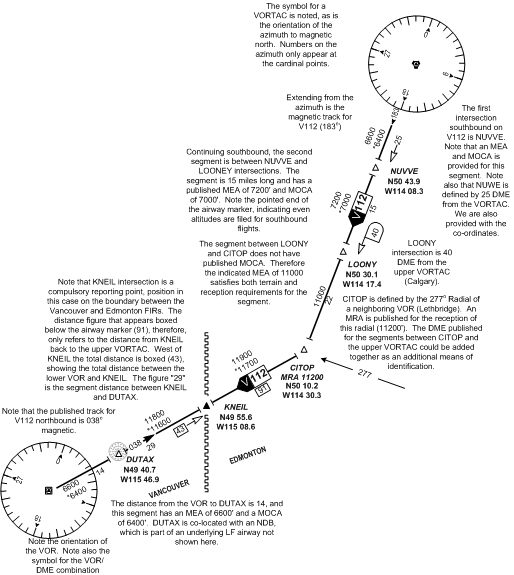 The symbol for a
VORTAC is noted, as is
the orientation of the
azimuth to magnetic
north. Numbers on the
azimuth only appear at
the cardinal points.
0
9
18
27
Extending from the
azimuth is the
magnetic track for
V112 (183°)
183
6600
*6400
25
NUVVE
N50 43.9
W114 08.3
The first
intersection
southbound on
V112 is NUVVE.
Note that an MEA
and MOCA is
provided for this
segment. Note
also that NUWE is
defined by 25 DME
from the VORTAC.
We are also
provided with the
co-ordinates.
Continuing southbound, the second
segment is between NUVVE and
LOONEY intersections. The
segment is 15 miles long and has a
published MEA of 7200' and MOCA
of 7000'. Note the pointed end of
the airway marker, indicating even
altitudes are filed for southbound
flights.
7200
*7000
V112
15
40
LOONY
N50 30.1
W114 17.4
LOONY
intersection is 40
DME from the
upper VORTAC
(Calgary).
The segment between LOONY
and CITOP does not have
published MOCA. Therefore
the indicated MEA of 11000
satisfies both terrain and
reception requirements for the
segment.
11000
22
CITOP is defined by the 277° Radial of
a neighboring VOR (Lethbridge). An
MRA is published for the reception of
this radial (11200'). The DME published
for the segments between CITOP and
the upper VORTAC could be added
together as an additional means of
identification.
277
CITOP
MRA 11200
N50 10.2
W114 30.3
Note that KNEIL intersection is a
compulsory reporting point, position in
this case on the boundary between the
Vancouver and Edmonton FIRs. The
distance figure that appears boxed
below the airway marker (91), therefore,
only refers to the distance from KNEIL
back to the upper VORTAC. West of
KNEIL the total distance is boxed (43),
showing the total distance between the
lower VOR and KNEIL. The figure "29"
is the segment distance between KNEIL
and DUTAX.
11900
*11700
V112
91
KNEIL
N49 55.6
W115 08.6
Note that the published track for
V112 northbound is 038°
magnetic.
11800
*11600
43
038
29
DUTAX
N49 40.7
W115 46.9
VANCOUVER
EDMONTON
14
6600
*6400
0
27
18
The distance from the VOR to DUTAX is 14, and
this segment has an MEA of 6600' and a MOCA
of 6400'. DUTAX is co-located with an NDB,
which is part of an underlying LF airway not
shown here.
Note the orientation of
the VOR. Note also the
symbol for the VOR/
DME combination